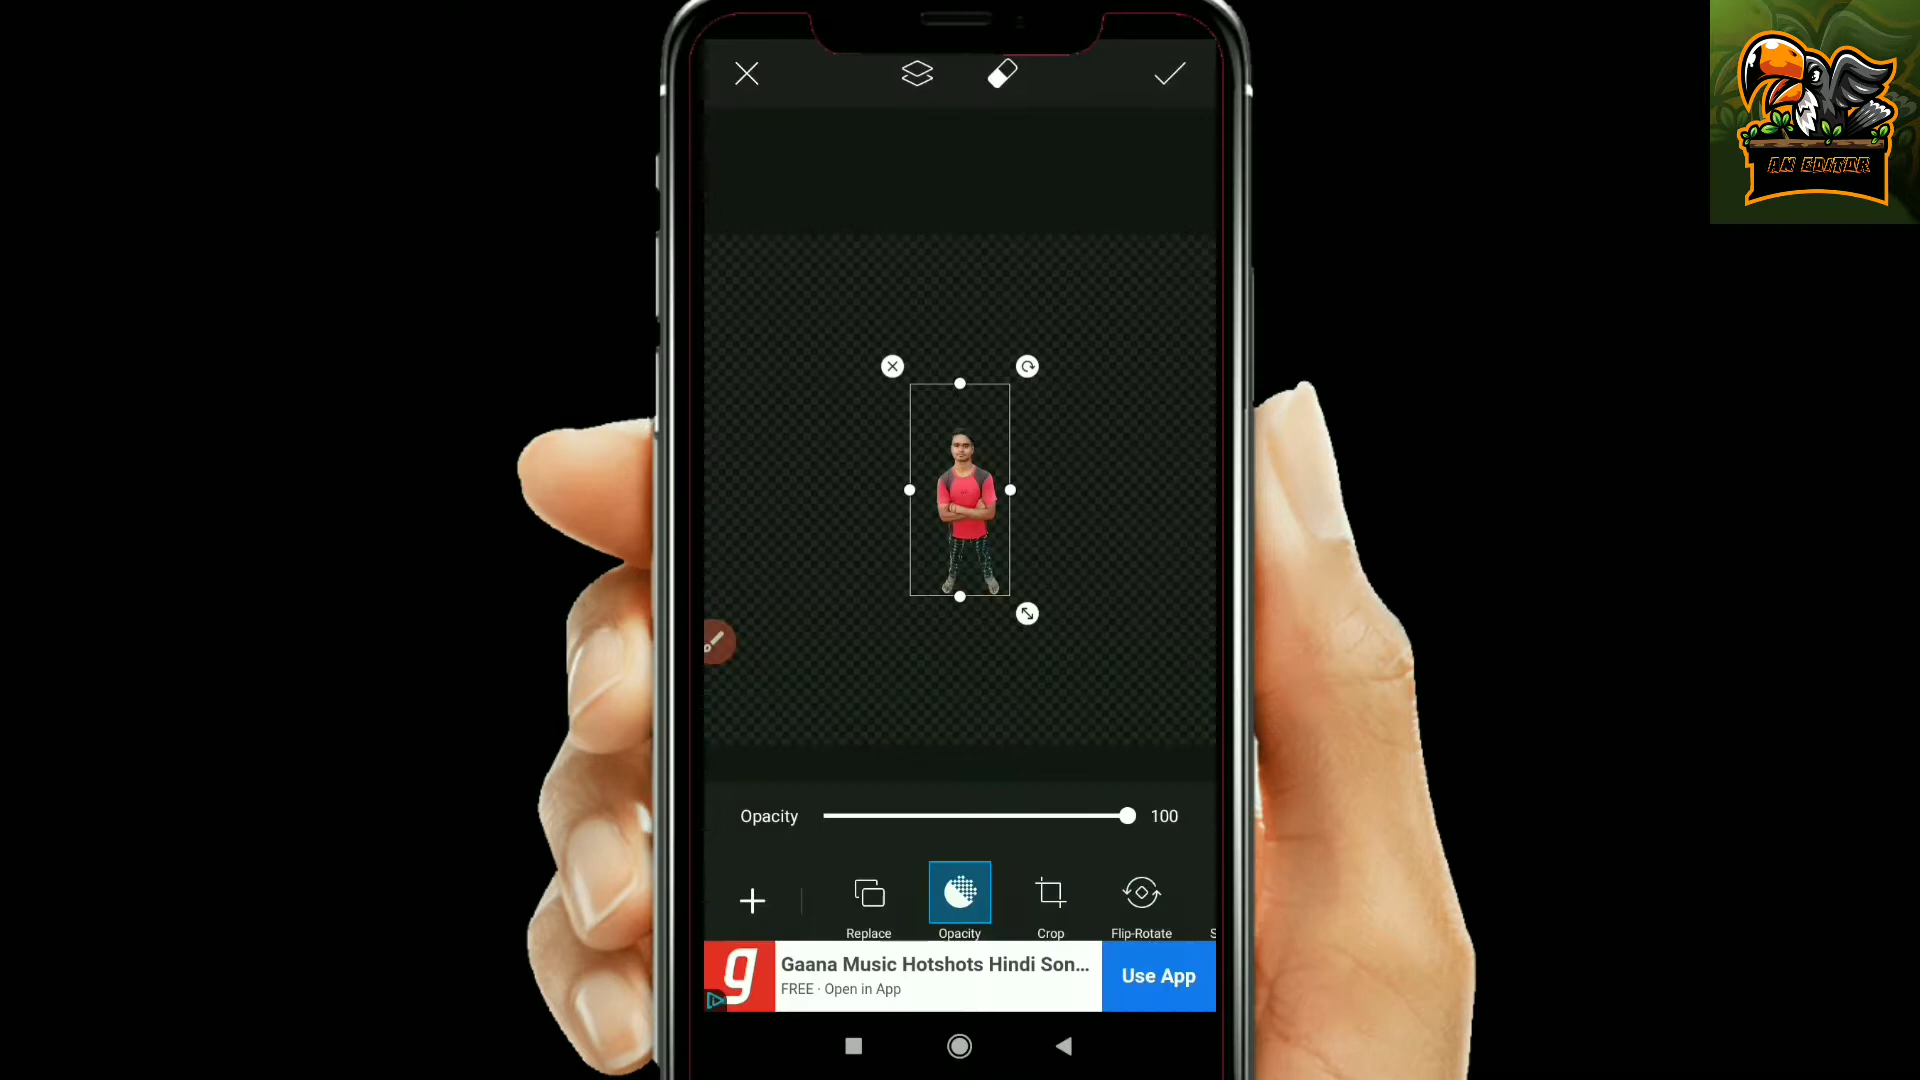 AN EDITOR
Opacity 100
Replace Opacity Crop Flip-Rotate S
g Gaana Music Hotshots Hindi Son...
FREE · Open in App
Use App